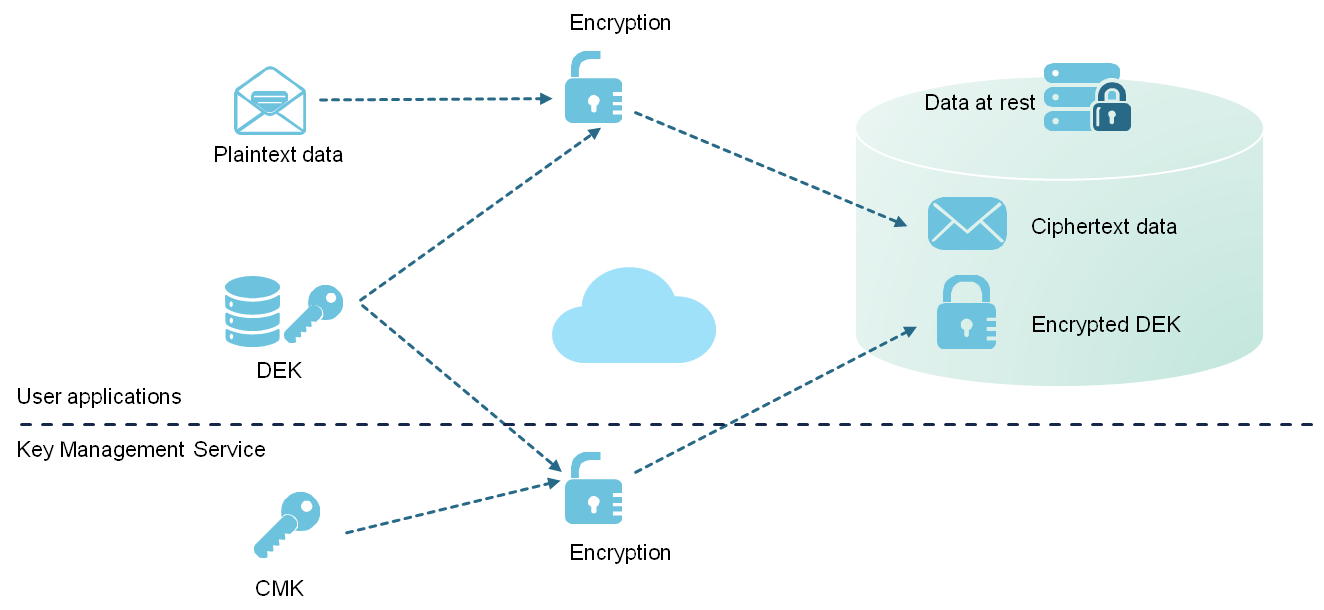 Encryption
Data at rest
Plaintext data
Ciphertext data
Encrypted DEK
DEK
User applications
Key Management Service
Encryption
CMK